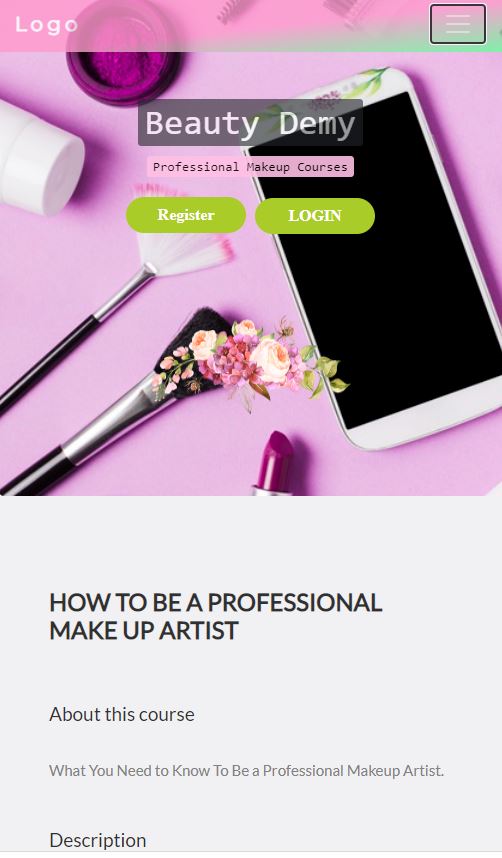 Logo
Beauty Demy
Professional Makeup Courses
Register
LOGIN
HOW TO BE A PROFESSIONAL
MAKE UP ARTIST
About this course
What You Need to Know To Be a Professional Makeup Artist.
Description